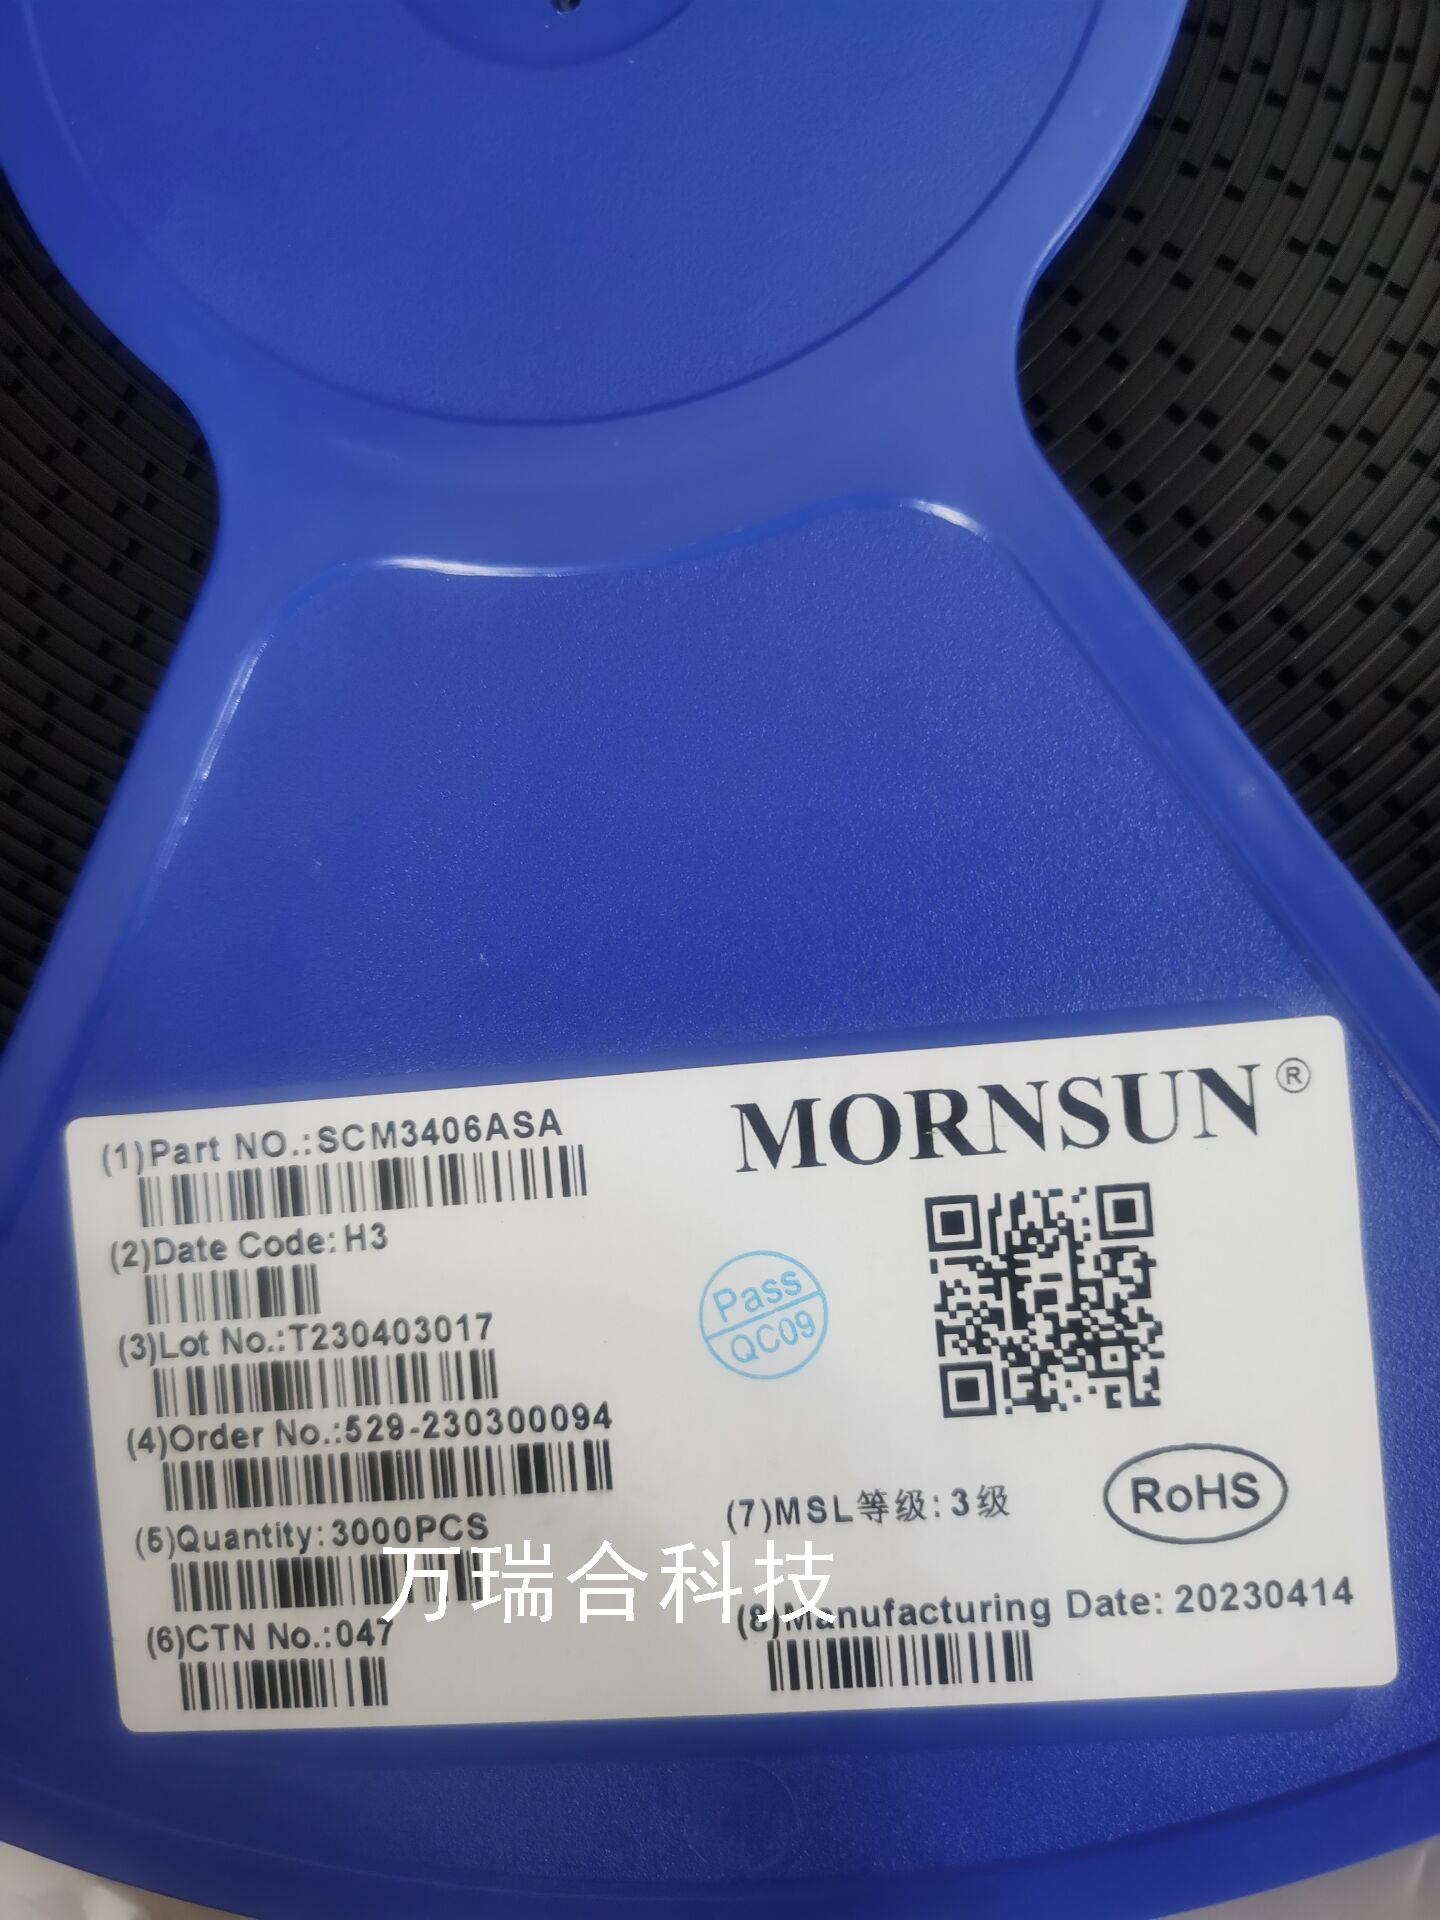 MORNSUN®
(1)Part NO.:SCM3406ASA
(2)Date Code: H3
(3)Lot No.:T230403017
(4)Order No.:529-230300094
(5)Quantity:3000PCS
(6)CTN No.:047
Pass
QC09
(7)MSL等级:3级
RoHS
(8)Manufacturing Date: 20230414
万瑞合科技